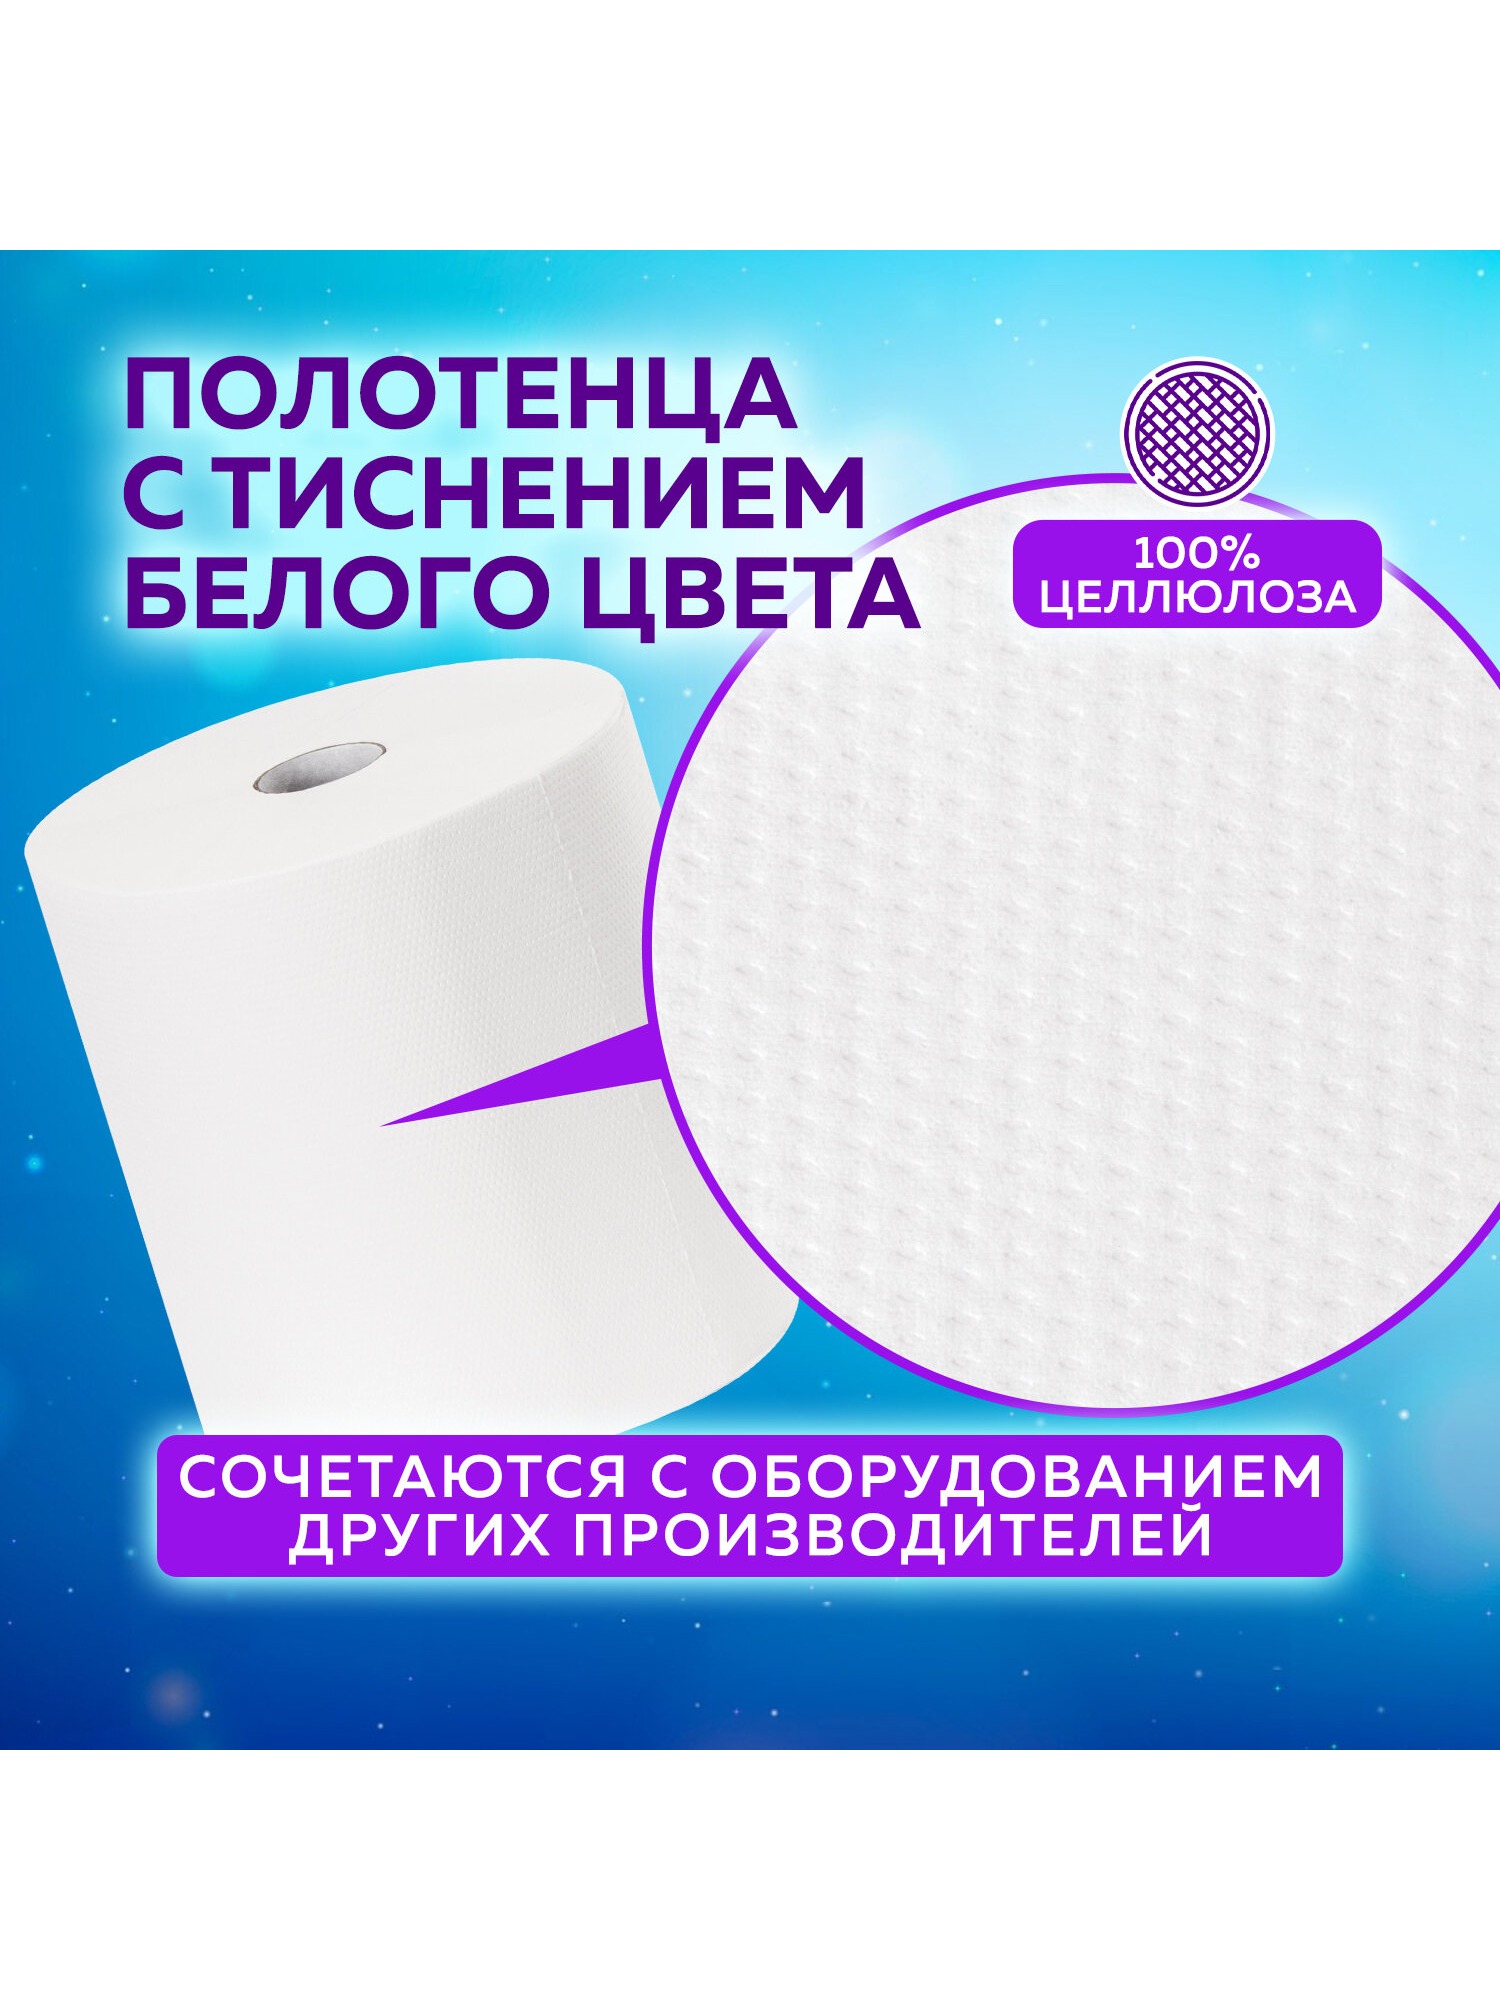 ПОЛОТЕНЦА
С ТИСНЕНИЕМ
БЕЛОГО ЦВЕТА
100%
ЦЕЛЛЮЛОЗА
СОЧЕТАЮТСЯ С ОБОРУДОВАНИЕМ
ДРУГИХ ПРОИЗВОДИТЕЛЕЙ